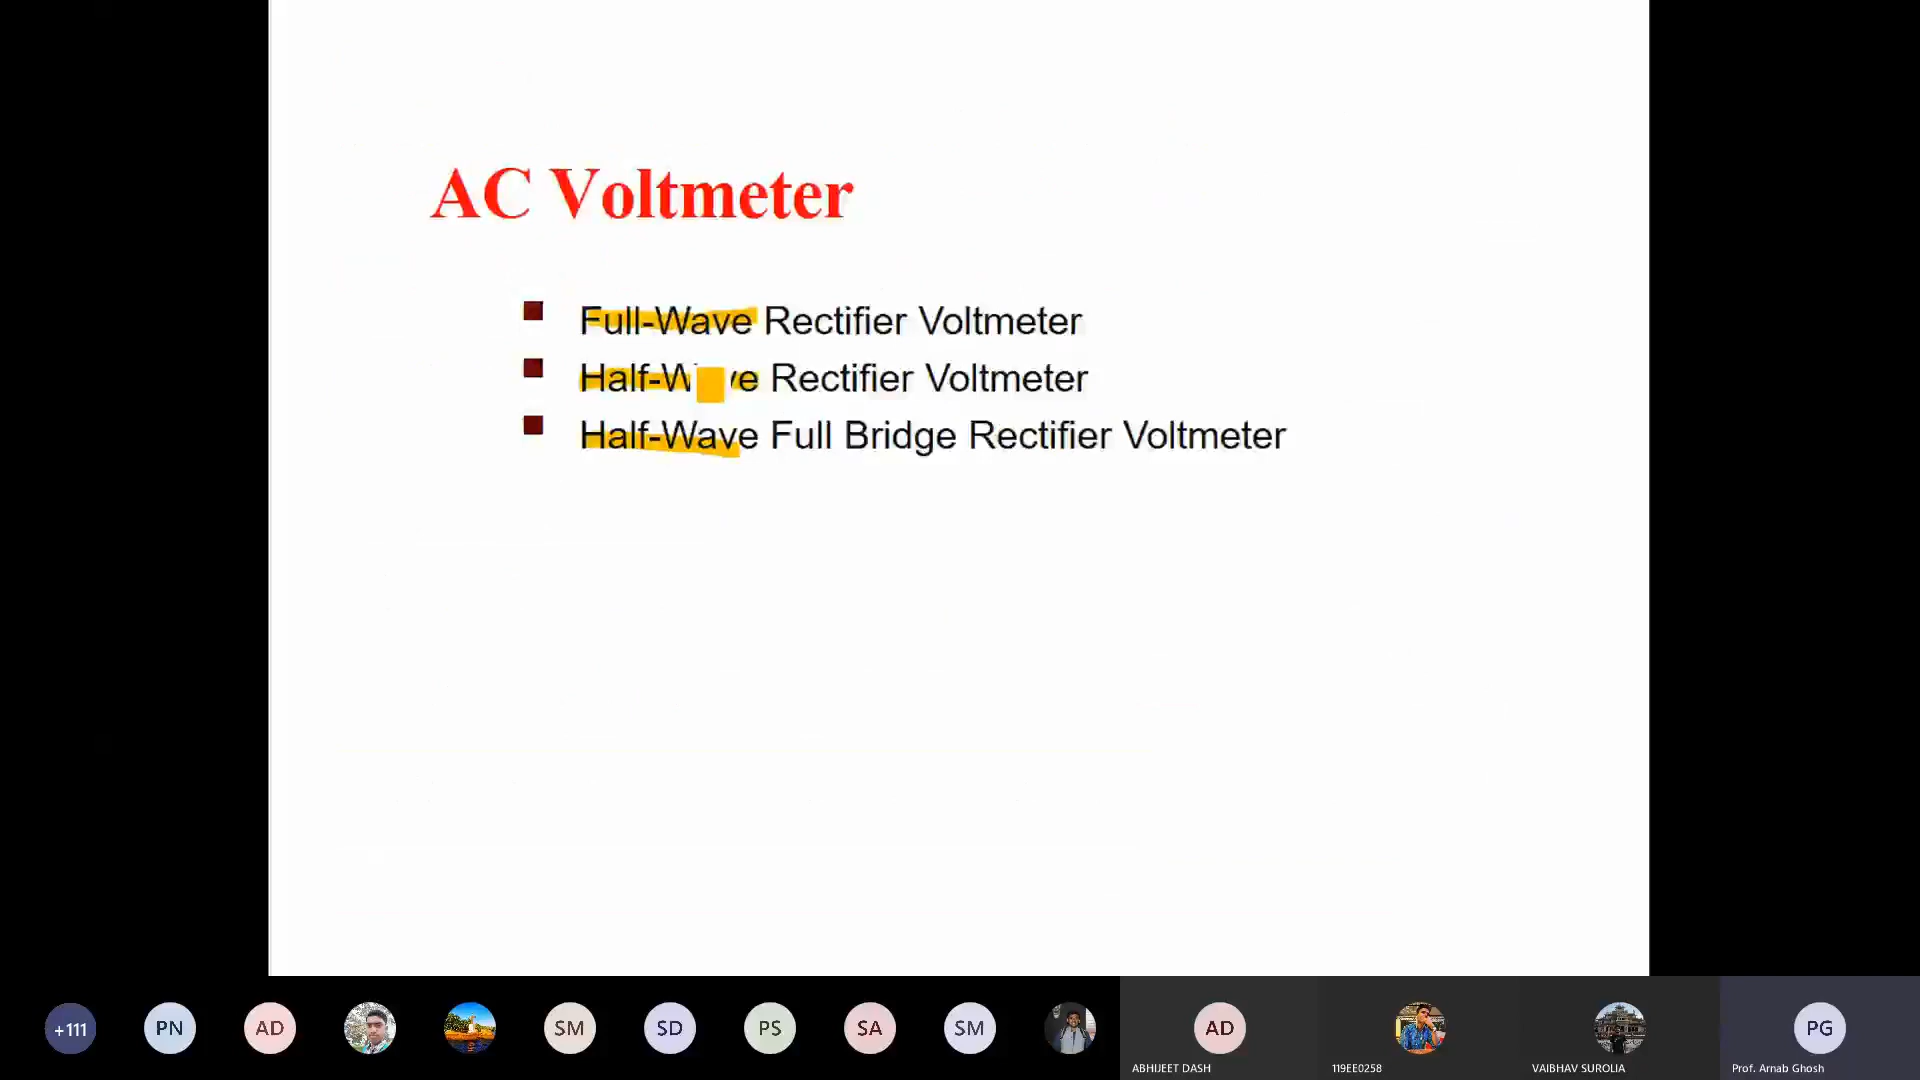 AC Voltmeter
Full-Wave Rectifier Voltmeter
Half-Wave Rectifier Voltmeter
Half-Wave Full Bridge Rectifier Voltmeter
+111 PN AD SM SD PS SA SM AD PG
ABHIJEET DASH 119EE0258 VAIBHAV SUROLIA Prof. Arnab Ghosh